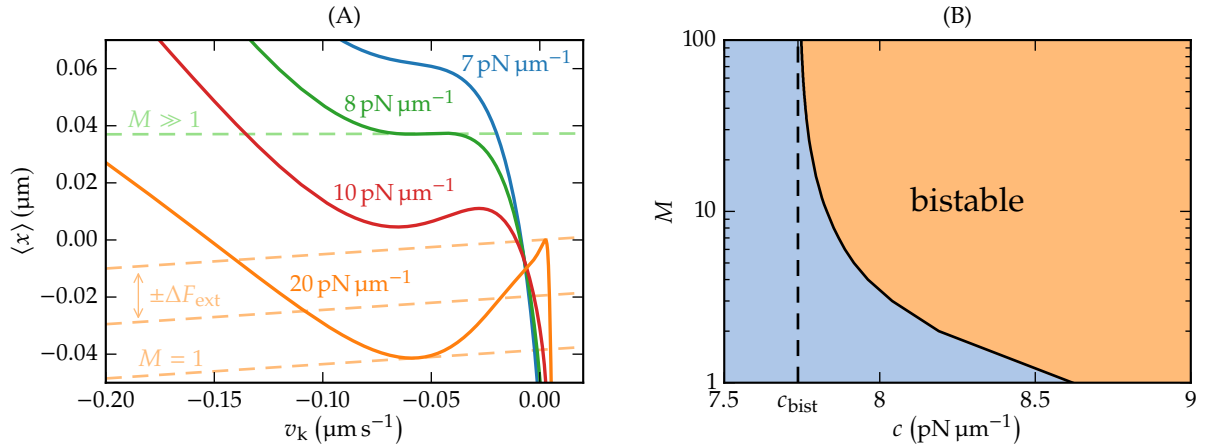 (A)
0.06
0.04
0.02
0.00
−0.02
−0.04
⟨x⟩ (µm)
7 pN µm⁻¹
8 pN µm⁻¹
M ≫ 1
10 pN µm⁻¹
20 pN µm⁻¹
±ΔF_ext
M = 1
−0.20 −0.15 −0.10 −0.05 0.00
v_k (µm s⁻¹)
(B)
100
10
1
M
bistable
7.5 c_bist 8 8.5 9
c (pN µm⁻¹)